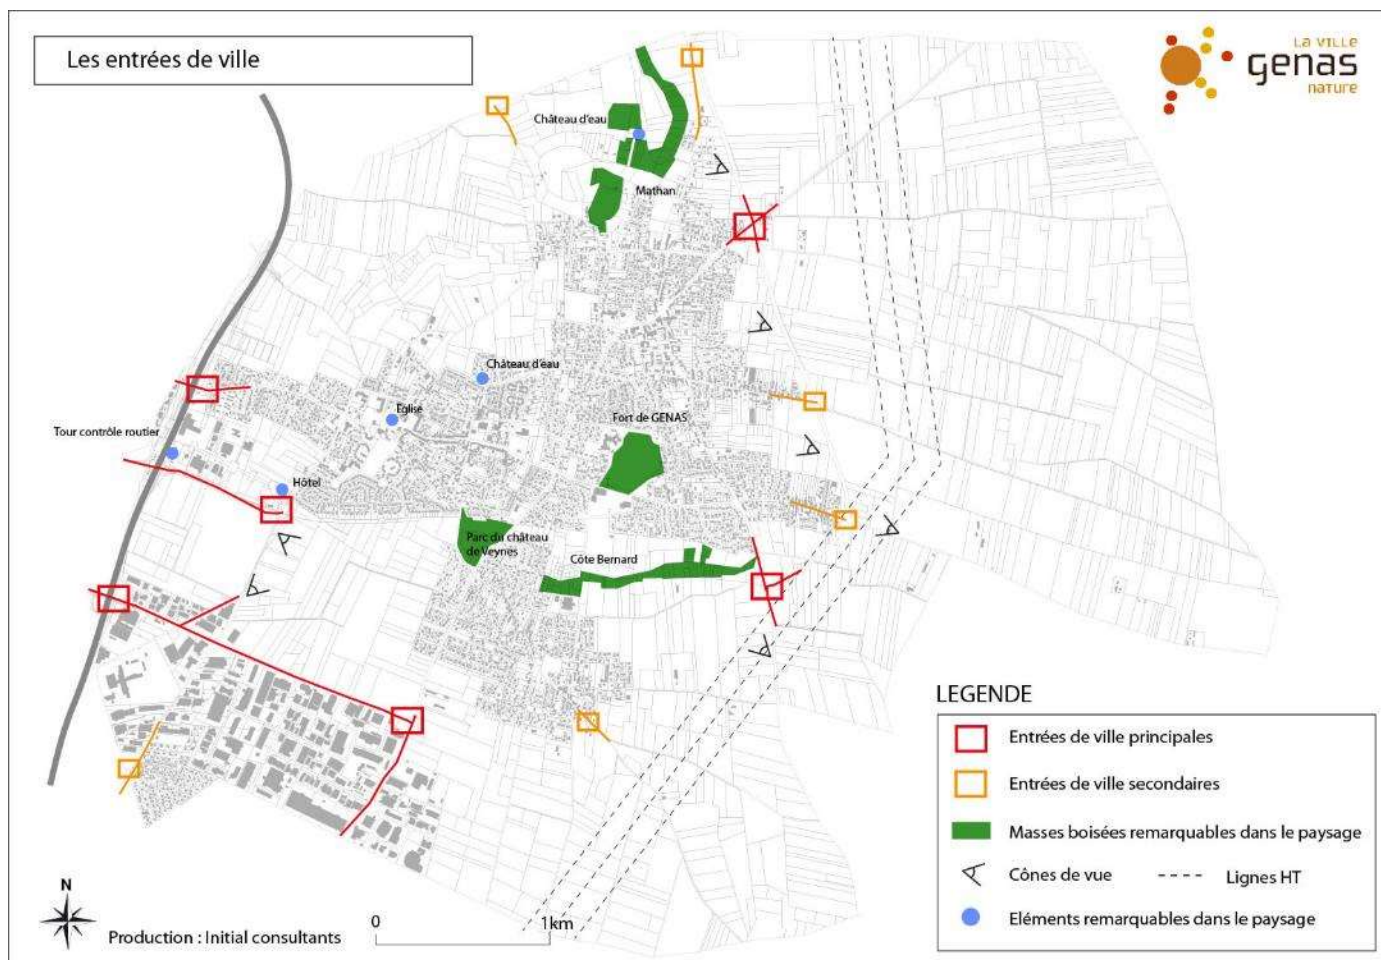 Les entrées de ville
LA VILLE
genas
nature
Château d'eau
Mathan
Château d'eau
Eglise
Fort de GENAS
Tour contrôle routier
Hôtel
Parc du château
de Veynes
Côte Bernard
LEGENDE
Entrées de ville principales
Entrées de ville secondaires
Masses boisées remarquables dans le paysage
Cônes de vue
Lignes HT
Eléments remarquables dans le paysage
N
Production : Initial consultants
0
1km